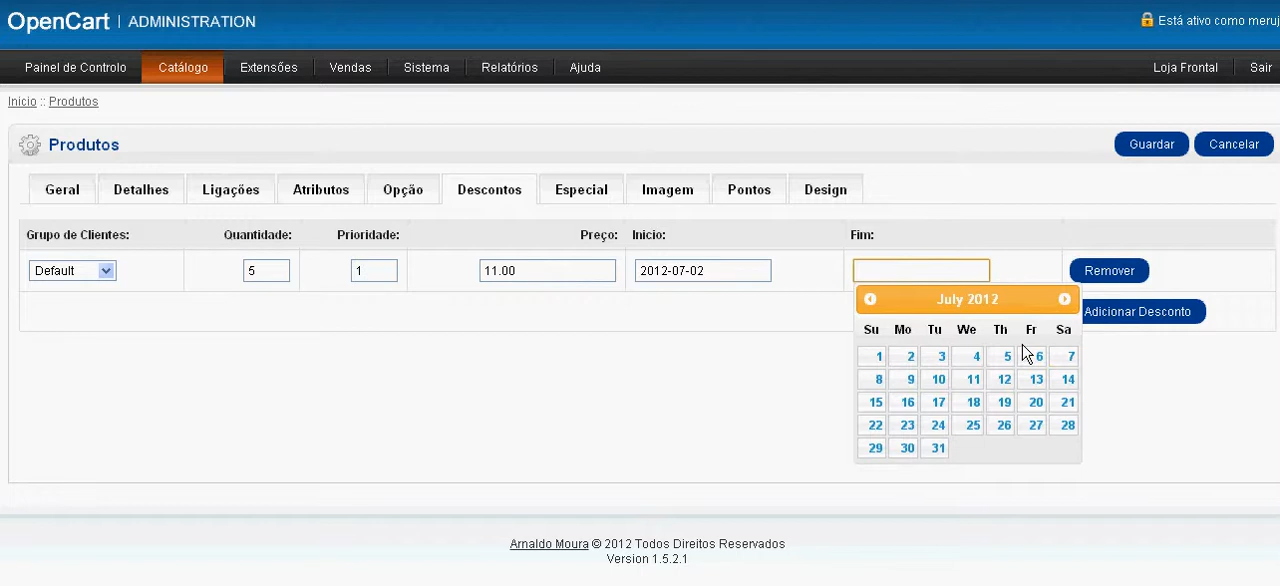 OpenCart | ADMINISTRATION
Está ativo como meruj
Painel de Controlo Catálogo Extensões Vendas Sistema Relatórios Ajuda Loja Frontal Sair
Início :: Produtos
Produtos Guardar Cancelar
Geral Detalhes Ligações Atributos Opção Descontos Especial Imagem Pontos Design
Grupo de Clientes: Quantidade: Prioridade: Preço: Inicio: Fim:
Default 5 1 11.00 2012-07-02 Remover
Adicionar Desconto
July 2012
Su Mo Tu We Th Fr Sa
1 2 3 4 5 6 7
8 9 10 11 12 13 14
15 16 17 18 19 20 21
22 23 24 25 26 27 28
29 30 31
Arnaldo Moura © 2012 Todos Direitos Reservados
Version 1.5.2.1